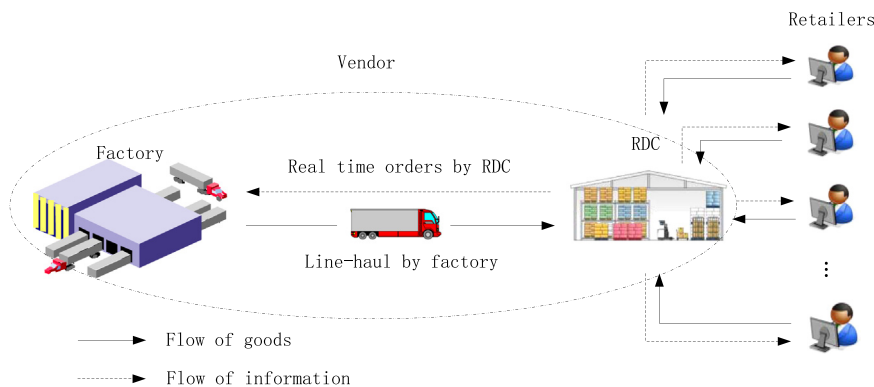 Retailers
Vendor
RDC
Factory
Real time orders by RDC
Line-haul by factory
...
Flow of goods
Flow of information